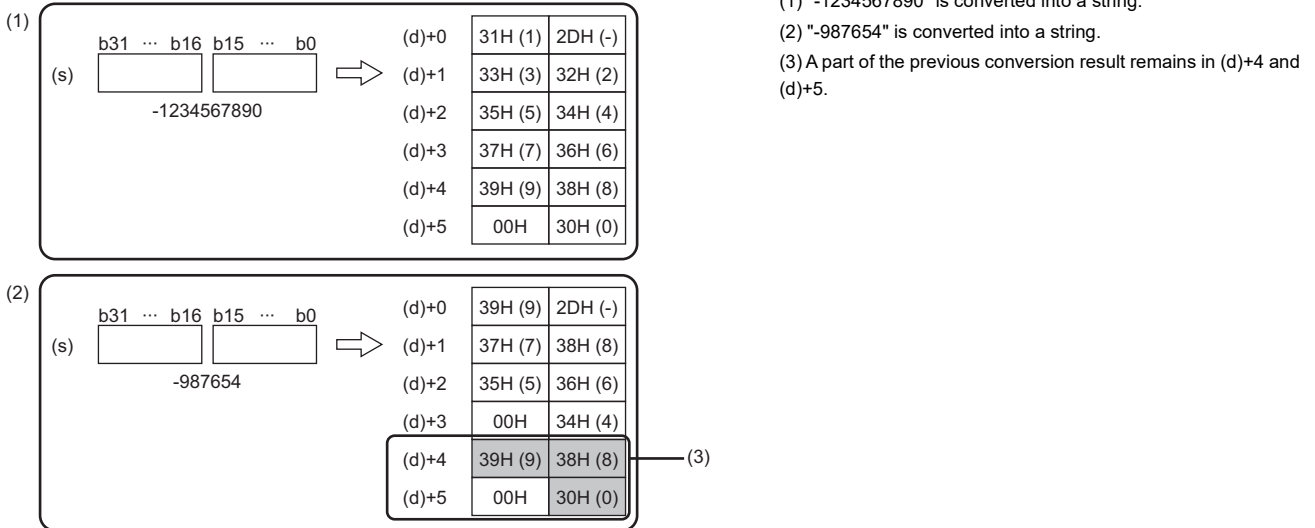 (1)
b31 ··· b16 b15 ··· b0
(s)
-1234567890
(d)+0 31H (1) 2DH (-)
(d)+1 33H (3) 32H (2)
(d)+2 35H (5) 34H (4)
(d)+3 37H (7) 36H (6)
(d)+4 39H (9) 38H (8)
(d)+5 00H 30H (0)
(2)
b31 ··· b16 b15 ··· b0
(s)
-987654
(d)+0 39H (9) 2DH (-)
(d)+1 37H (7) 38H (8)
(d)+2 35H (5) 36H (6)
(d)+3 00H 34H (4)
(d)+4 39H (9) 38H (8)
(d)+5 00H 30H (0)
(3)
(1) "-1234567890" is converted into a string.
(2) "-987654" is converted into a string.
(3) A part of the previous conversion result remains in (d)+4 and
(d)+5.